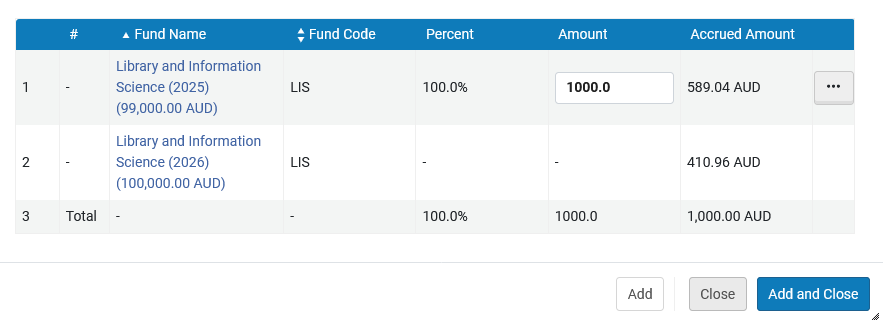 # Fund Name Fund Code Percent Amount Accrued Amount
Library and Information
1 - Science (2025) LIS 100.0% 1000.0 589.04 AUD •••
(99,000.00 AUD)
Library and Information
2 - Science (2026) LIS - - 410.96 AUD
(100,000.00 AUD)
3 Total - - 100.0% 1000.0 1,000.00 AUD
Add Close Add and Close